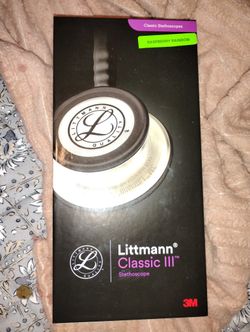 Classic Stethoscopes
RASPBERRY RAINBOW
LITTMANN
L
QUALITY
Littmann®
Classic III™
Stethoscope
3M